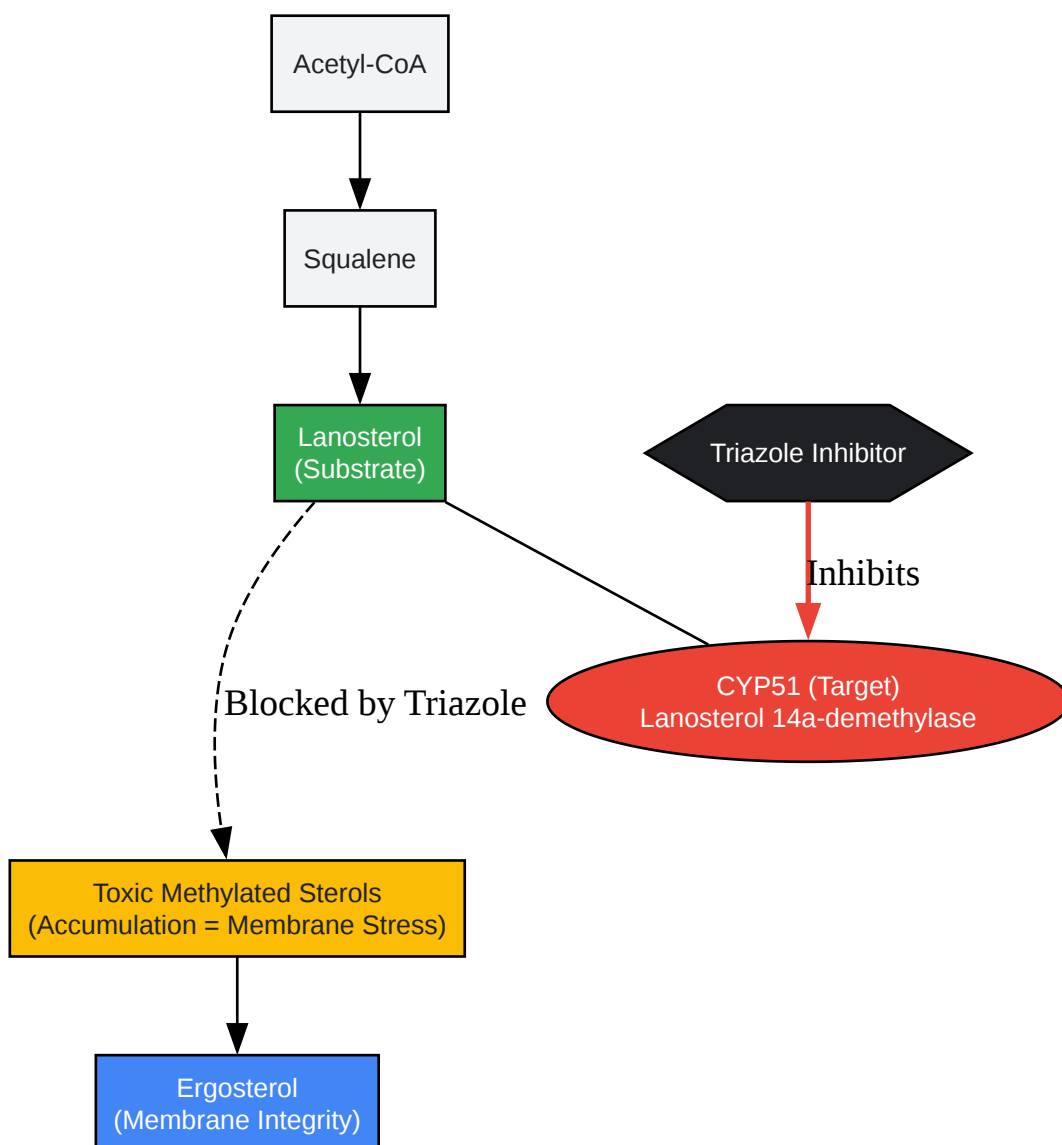 Acetyl-CoA
Squalene
Lanosterol
(Substrate)
Triazole Inhibitor
Inhibits
Blocked by Triazole
CYP51 (Target)
Lanosterol 14a-demethylase
Toxic Methylated Sterols
(Accumulation = Membrane Stress)
Ergosterol
(Membrane Integrity)